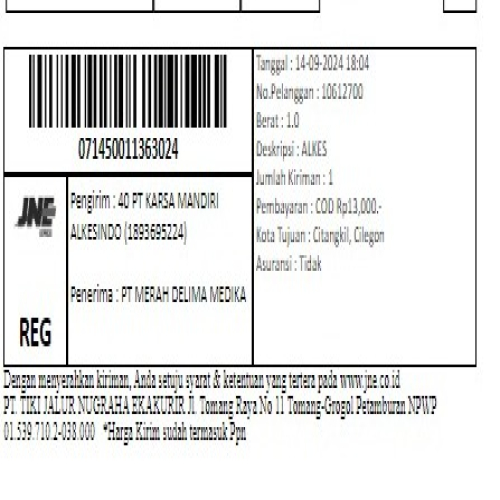 071450011363024
JNE
EXPRESS
REG
Pengirim : 40 PT KARSA MANDIRI
ALKESINDO (1893695224)
Penerima : PT MERAH DELIMA MEDIKA
Tanggal : 14-09-2024 18:04
No.Pelanggan : 10612700
Berat : 1.0
Deskripsi : ALKES
Jumlah Kiriman : 1
Pembayaran : COD Rp13,000.-
Kota Tujuan : Citangkil, Cilegon
Asuransi : Tidak
Dengan menyerahkan kiriman, Anda setuju syarat & ketentuan yang tertera pada www.jne.co.id
PT. TIKI JALUR NUGRAHA EKAKURIR Jl. Tomang Raya No 11 Tomang-Grogol Petamburan NPWP
01.539.710.2-038.000 *Harga Kirim sudah termasuk Ppn